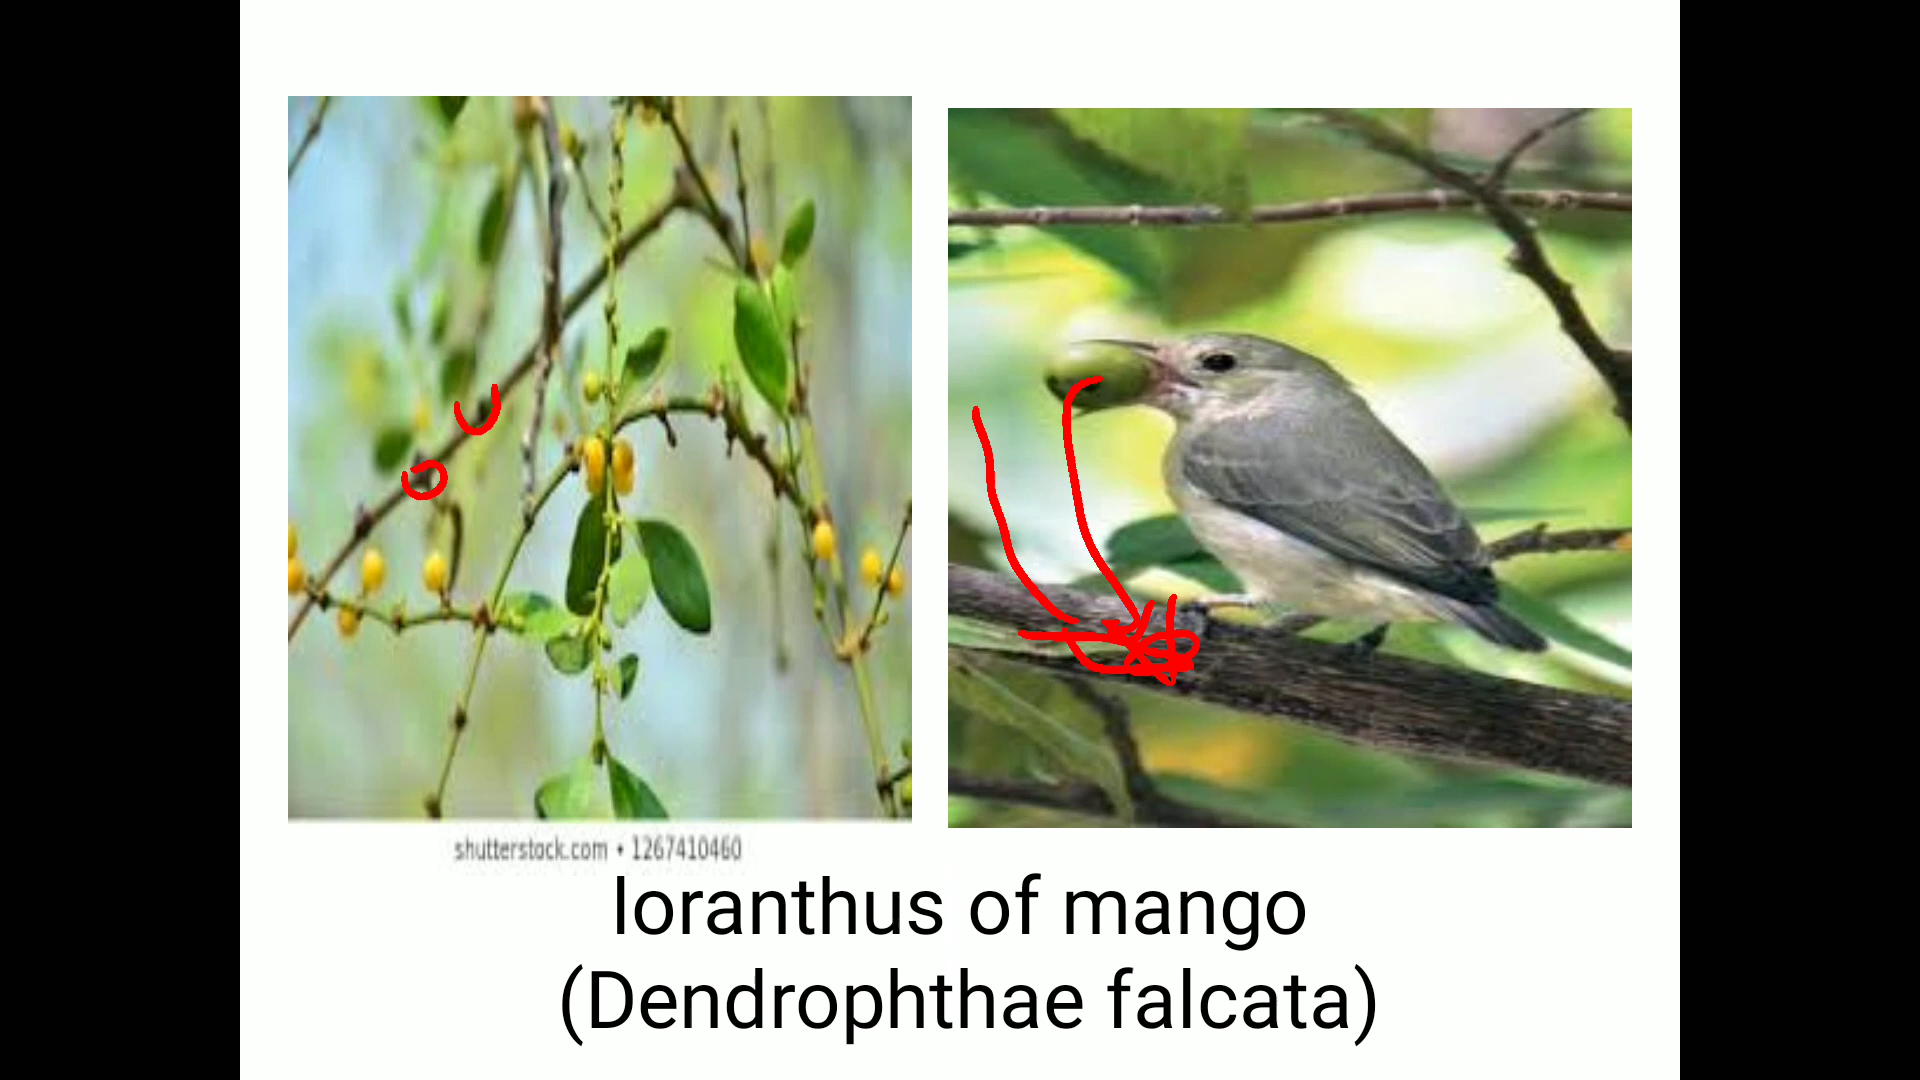 shutterstock.com • 1267410460
loranthus of mango
(Dendrophthae falcata)